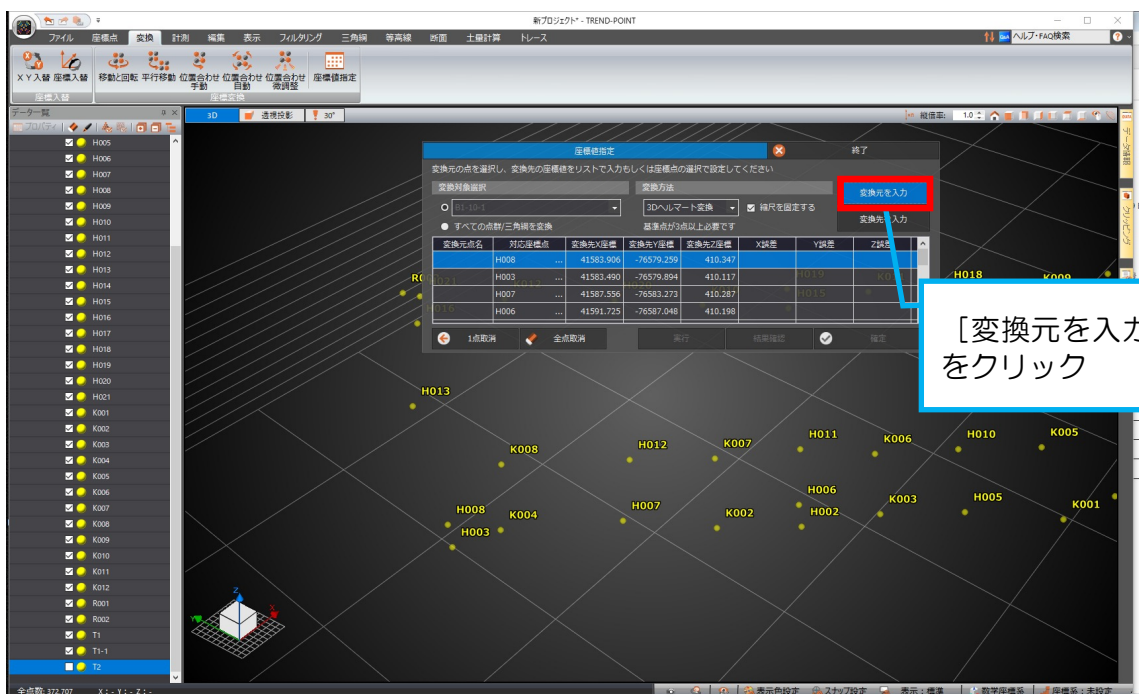 新プロジェクト* - TREND-POINT
ファイル 座標点 変換 計測 編集 表示 フィルタリング 三角網 等高線 断面 土量計算 トレース
ヘルプ・FAQ検索
XY入替 座標入替 移動と回転 平行移動 位置合わせ手動 位置合わせ自動 位置合わせ微調整 座標値指定
座標入替 座標変換
データ一覧
プロパティ
3D 透視投影 30°
縦倍率: 1.0
データ情報
クリッピング
H005
H006
H007
H008
H009
H010
H011
H012
H013
H014
H015
H016
H017
H018
H019
H020
H021
K001
K002
K003
K004
K005
K006
K007
K008
K009
K010
K011
K012
R001
R002
T1
T1-1
T2
座標値指定 終了
変換元の点を選択し、変換先の座標値をリストで入力もしくは座標点の選択で設定してください
変換対象選択 変換方法
変換元を入力
B1-10-1 3Dヘルマート変換 縮尺を固定する
変換先を入力
すべての点群/三角網を変換 基準点が3点以上必要です
変換元点名 対応座標点 変換先X座標 変換先Y座標 変換先Z座標 X誤差 Y誤差 Z誤差
H008 ... 41583.906 -76579.259 410.347
H003 ... 41583.490 -76579.894 410.117
H007 ... 41587.556 -76583.273 410.287
H006 ... 41591.725 -76587.048 410.198
1点取消 全点取消 実行 結果確認 確定
H019
H018 K009
H015
H016
[変換元を入力
をクリック
H013
K008 H012 K007 H011 K006 H010 K005
H008 K004 H007 K002 H006 K003 H005 K001
H003 H002
Z
X
Y
全点数: 372,707 X : - Y : - Z : -
表示色設定 スナップ設定 表示 : 標準 数学座標系 座標系 : 未設定